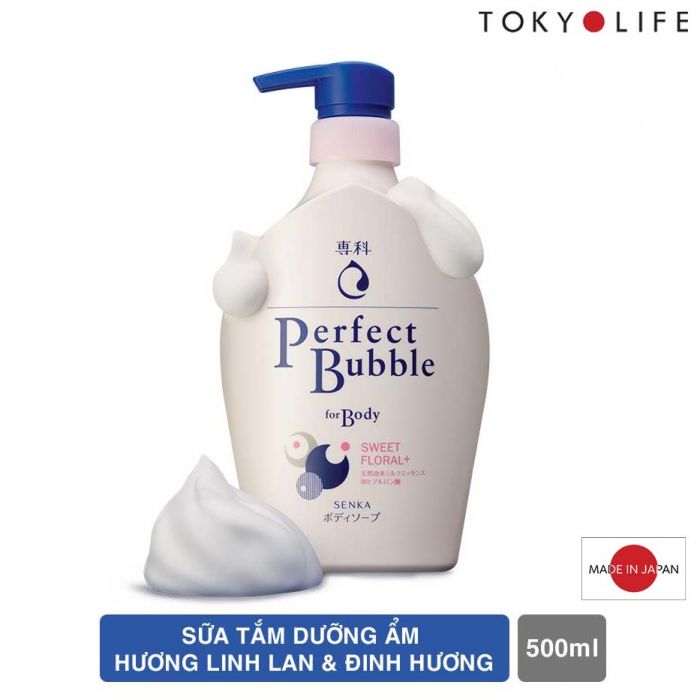 TOKYOLIFE
専科
Perfect
Bubble
for Body
SWEET
FLORAL+
天然由来シルクエッセンス
Wヒアルロン酸
SENKA
ボディソープ
MADE IN JAPAN
SỮA TẮM DƯỠNG ẨM
HƯƠNG LINH LAN & ĐINH HƯƠNG
500ml